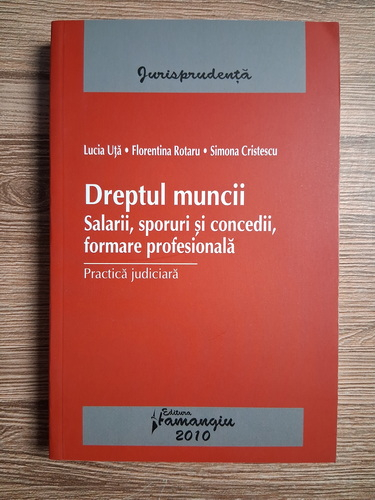 Jurisprudență
Lucia Uță • Florentina Rotaru • Simona Cristescu
Dreptul muncii
Salarii, sporuri și concedii,
formare profesională
Practică judiciară
Editura
Hamangiu
2010